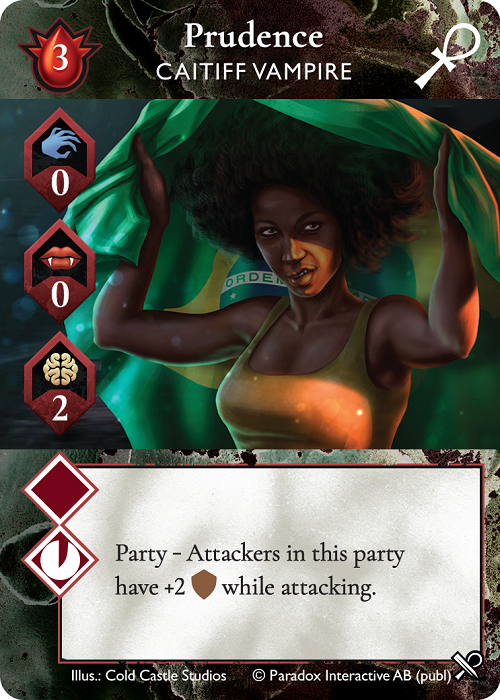 3
Prudence
CAITIFF VAMPIRE
0
0
2
ORDEM
Party – Attackers in this party
have +2 while attacking.
Illus.: Cold Castle Studios © Paradox Interactive AB (publ)